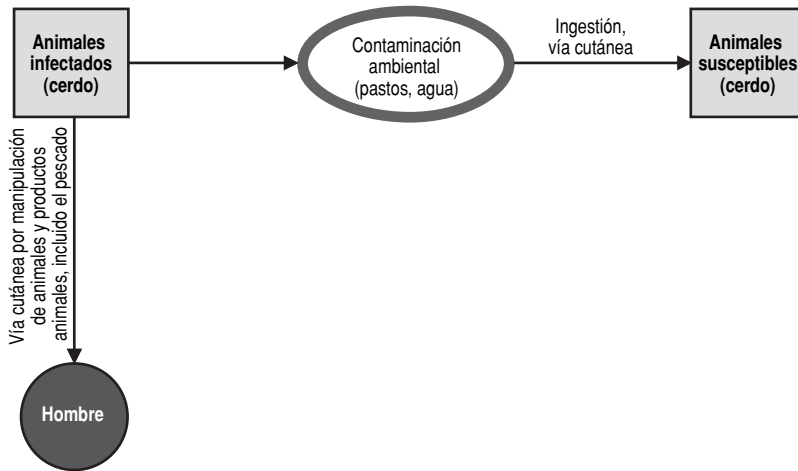 Animales
infectados
(cerdo)
Contaminación
ambiental
(pastos, agua)
Ingestión,
vía cutánea
Animales
susceptibles
(cerdo)
Vía cutánea por manipulación
de animales y productos
animales, incluido el pescado
Hombre